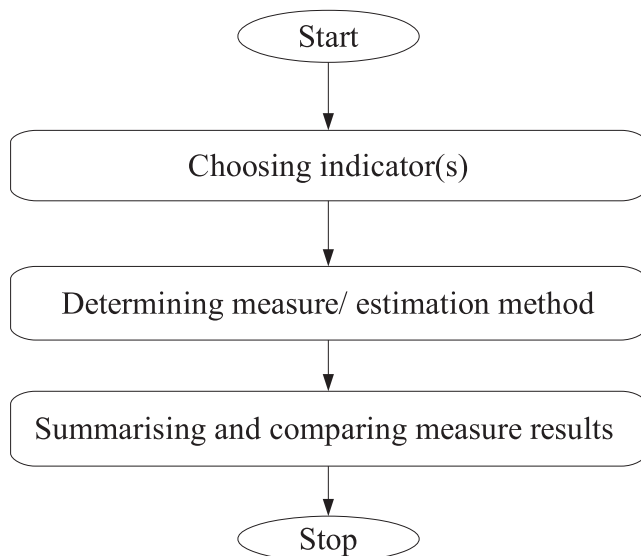 Start
Choosing indicator(s)
Determining measure/ estimation method
Summarising and comparing measure results
Stop